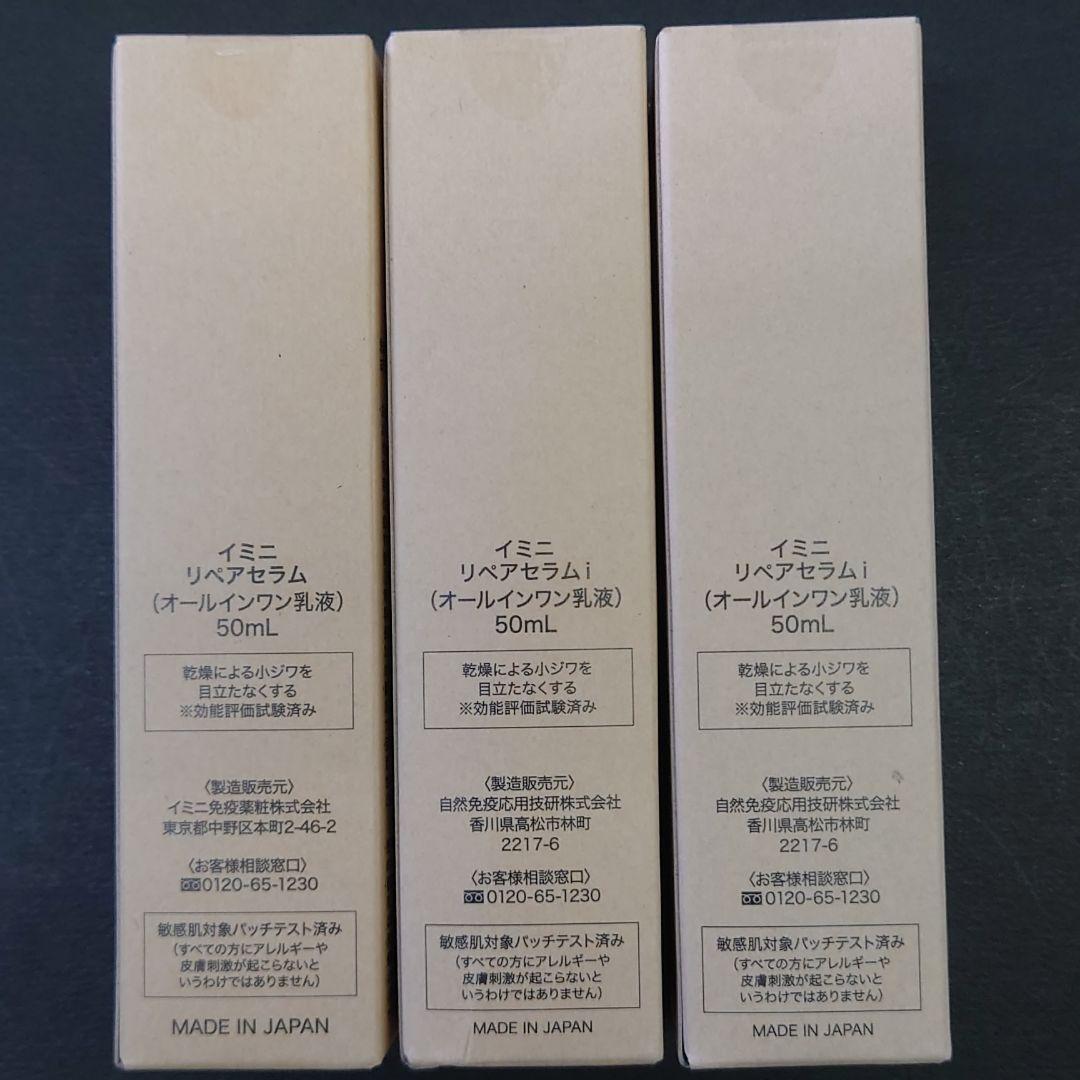 イミニ
リペアセラム
(オールインワン乳液)
50mL
乾燥による小ジワを
目立たなくする
※効能評価試験済み
〈製造販売元〉
イミニ免疫薬粧株式会社
東京都中野区本町2-46-2
〈お客様相談窓口〉
0120-65-1230
敏感肌対象パッチテスト済み
(すべての方にアレルギーや
皮膚刺激が起こらないと
いうわけではありません)
MADE IN JAPAN
イミニ
リペアセラムi
(オールインワン乳液)
50mL
乾燥による小ジワを
目立たなくする
※効能評価試験済み
〈製造販売元〉
自然免疫応用技研株式会社
香川県高松市林町
2217-6
〈お客様相談窓口〉
0120-65-1230
敏感肌対象パッチテスト済み
(すべての方にアレルギーや
皮膚刺激が起こらないと
いうわけではありません)
MADE IN JAPAN
イミニ
リペアセラムi
(オールインワン乳液)
50mL
乾燥による小ジワを
目立たなくする
※効能評価試験済み
〈製造販売元〉
自然免疫応用技研株式会社
香川県高松市林町
2217-6
〈お客様相談窓口〉
0120-65-1230
敏感肌対象パッチテスト済み
(すべての方にアレルギーや
皮膚刺激が起こらないと
いうわけではありません)
MADE IN JAPAN